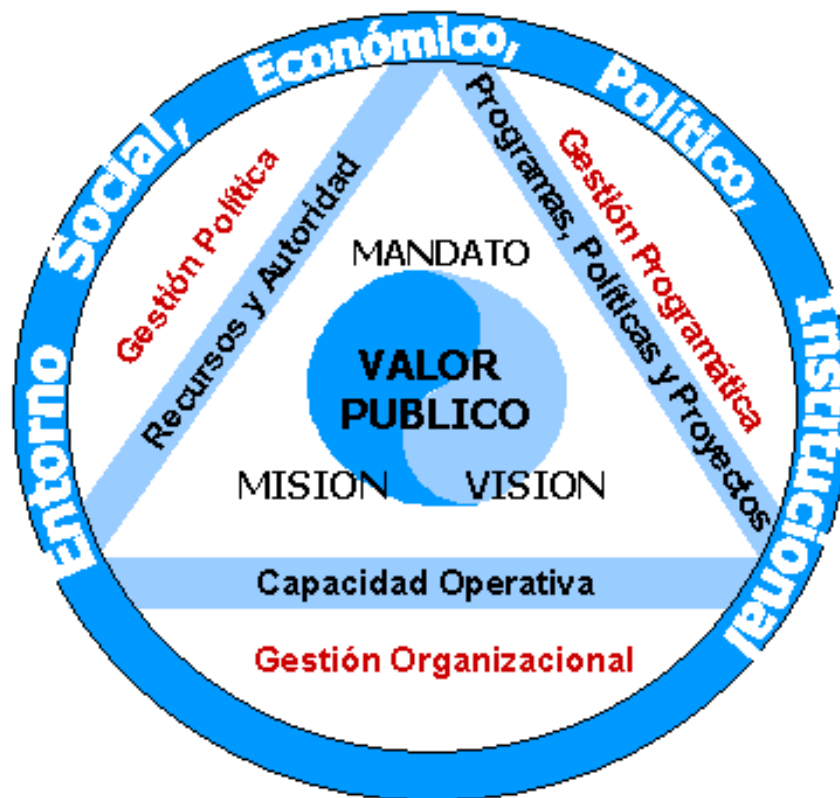 Entorno Social, Económico, Político, Institucional
Gestión Política
Recursos y Autoridad
Programas, Políticas y Proyectos
Gestión Programática
MANDATO
VALOR
PUBLICO
MISION
VISION
Capacidad Operativa
Gestión Organizacional